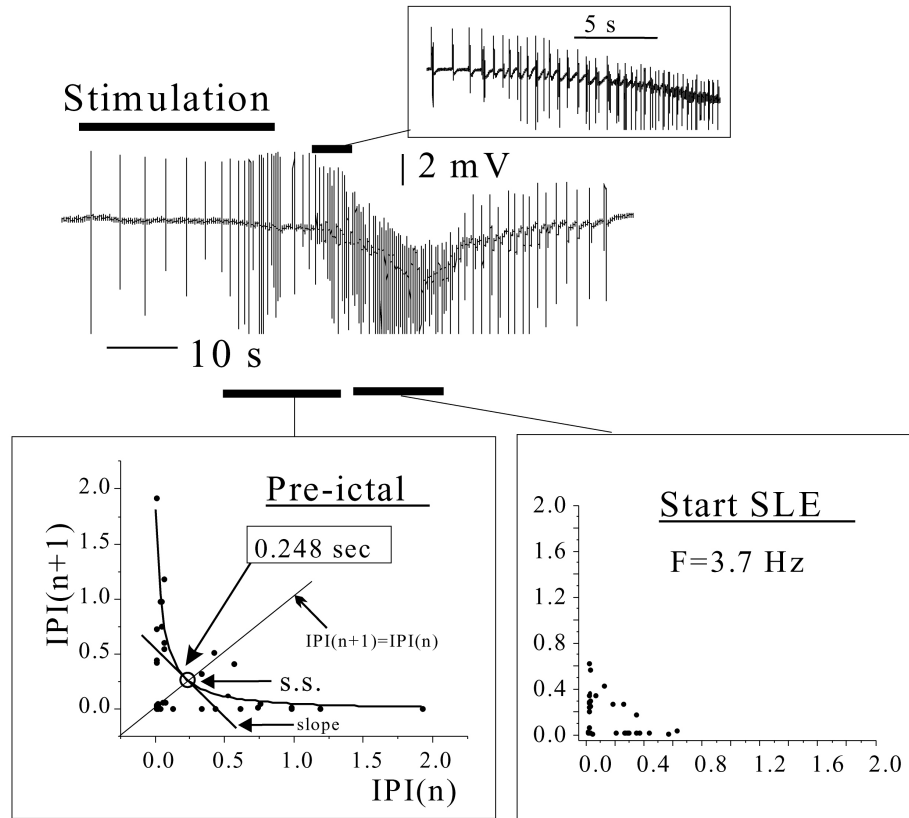 5 s
Stimulation
2 mV
10 s
Pre-ictal
0.248 sec
IPI(n+1)=IPI(n)
s.s.
slope
IPI(n+1)
2.0
1.5
1.0
0.5
0.0
0.0 0.5 1.0 1.5 2.0
IPI(n)
Start SLE
F=3.7 Hz
2.0
1.6
1.2
0.8
0.4
0.0
0.0 0.4 0.8 1.2 1.6 2.0